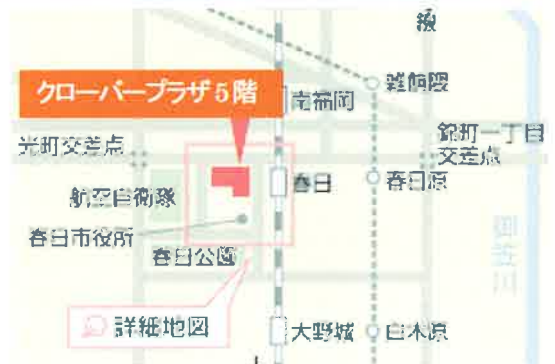 線
クローバープラザ5階
雑餉隈
南福岡
錦町一丁目
交差点
光町交差点
春日
春日原
航空自衛隊
春日市役所
春日公園
御笠川
詳細地図
大野城
白木原